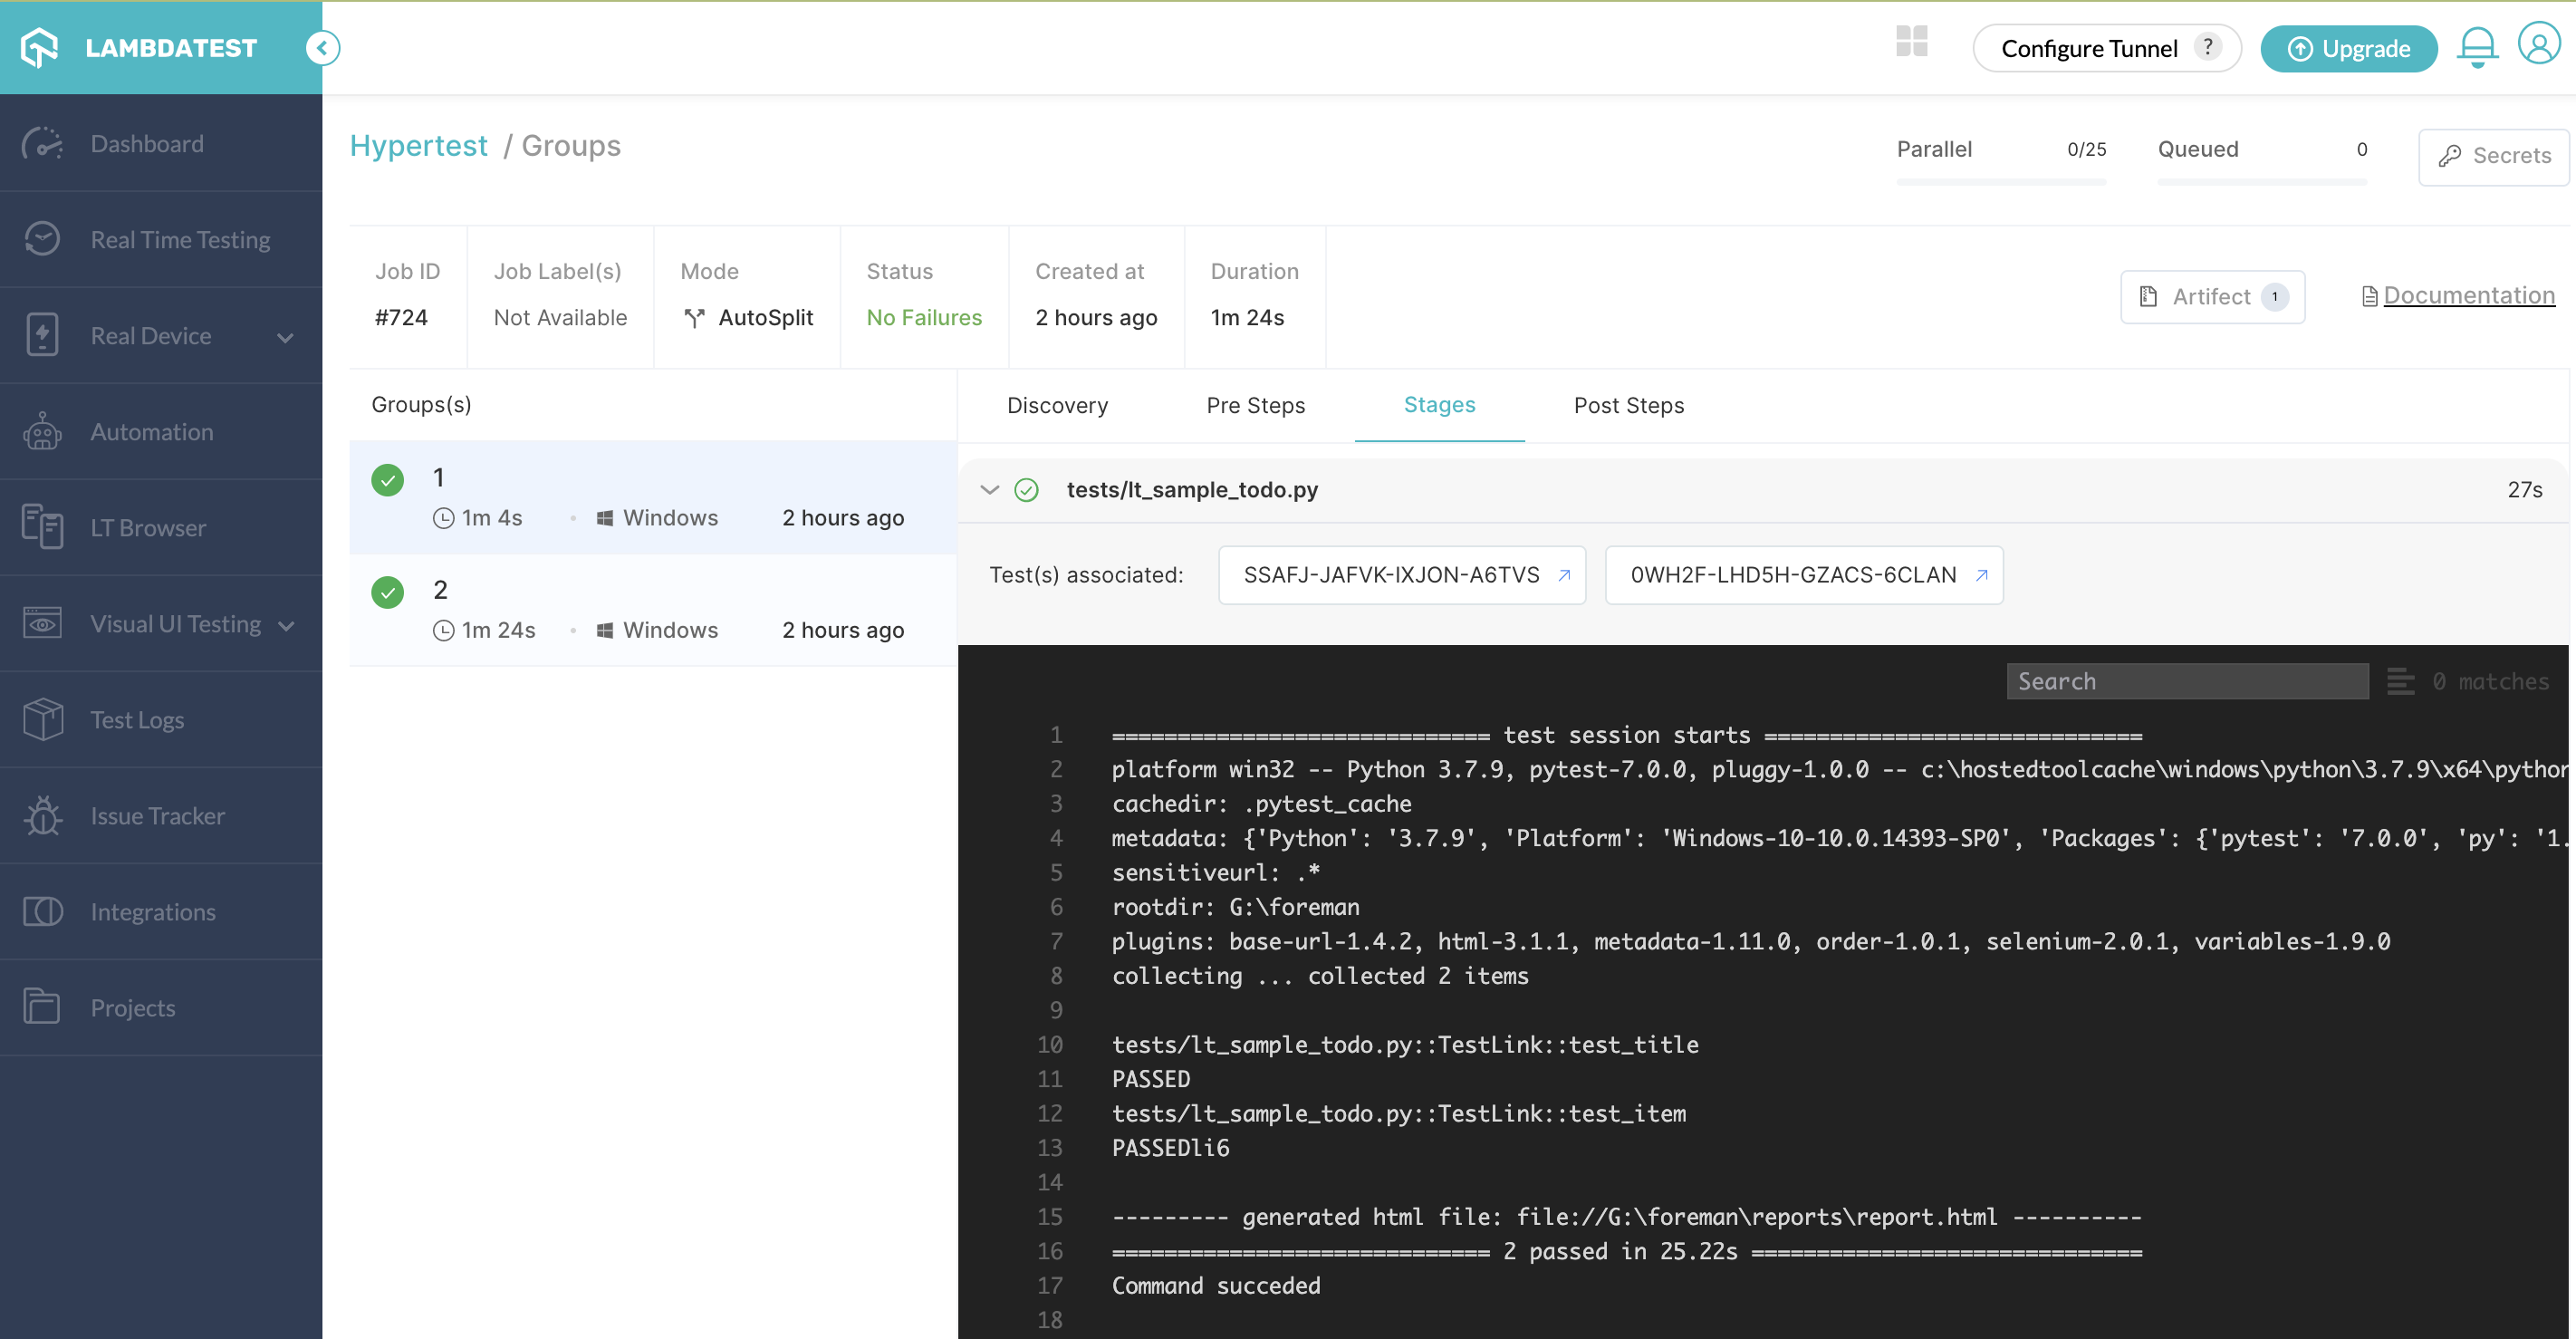 LAMBDATEST
Configure Tunnel ?
Upgrade
Dashboard
Real Time Testing
Real Device
Automation
LT Browser
Visual UI Testing
Test Logs
Issue Tracker
Integrations
Projects
Hypertest / Groups
Parallel 0/25
Queued 0
Secrets
Job ID
#724
Job Label(s)
Not Available
Mode
AutoSplit
Status
No Failures
Created at
2 hours ago
Duration
1m 24s
Artifect 1
Documentation
Groups(s)
1
1m 4s • Windows 2 hours ago
2
1m 24s • Windows 2 hours ago
Discovery Pre Steps Stages Post Steps
tests/lt_sample_todo.py 27s
Test(s) associated: SSAFJ-JAFVK-IXJON-A6TVS 0WH2F-LHD5H-GZACS-6CLAN
Search 0 matches
1 ============================= test session starts =============================
2 platform win32 -- Python 3.7.9, pytest-7.0.0, pluggy-1.0.0 -- c:\hostedtoolcache\windows\python\3.7.9\x64\python
3 cachedir: .pytest_cache
4 metadata: {'Python': '3.7.9', 'Platform': 'Windows-10-10.0.14393-SP0', 'Packages': {'pytest': '7.0.0', 'py': '1.
5 sensitiveurl: .*
6 rootdir: G:\foreman
7 plugins: base-url-1.4.2, html-3.1.1, metadata-1.11.0, order-1.0.1, selenium-2.0.1, variables-1.9.0
8 collecting ... collected 2 items
9
10 tests/lt_sample_todo.py::TestLink::test_title
11 PASSED
12 tests/lt_sample_todo.py::TestLink::test_item
13 PASSEDli6
14
15 --------- generated html file: file://G:\foreman\reports\report.html ----------
16 ============================= 2 passed in 25.22s ==============================
17 Command succeded
18